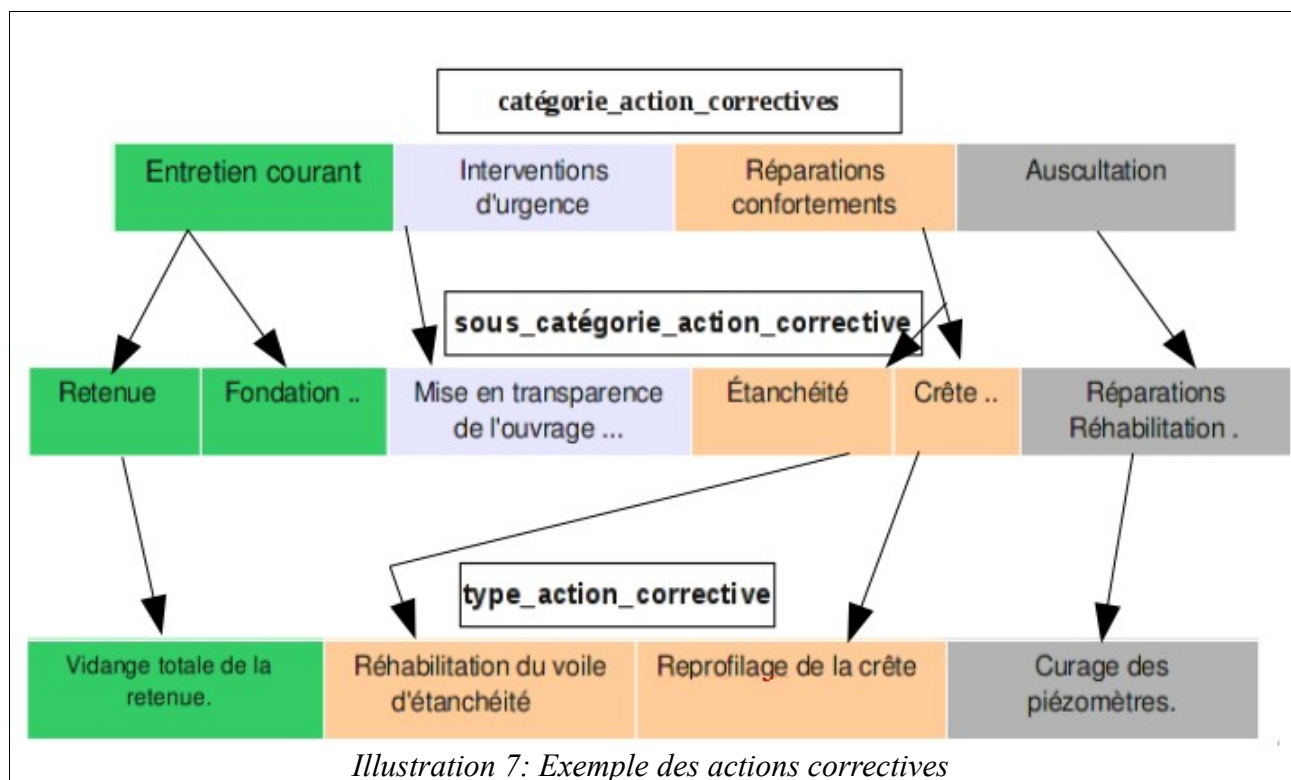 catégorie_action_correctives
Entretien courant
Interventions
d'urgence
Réparations
confortements
Auscultation
sous_catégorie_action_corrective
Retenue
Fondation ..
Mise en transparence
de l'ouvrage ...
Étanchéité
Crête ..
Réparations
Réhabilitation .
type_action_corrective
Vidange totale de la
retenue.
Réhabilitation du voile
d'étanchéité
Reprofilage de la crête
Curage des
piézomètres.
Illustration 7: Exemple des actions correctives